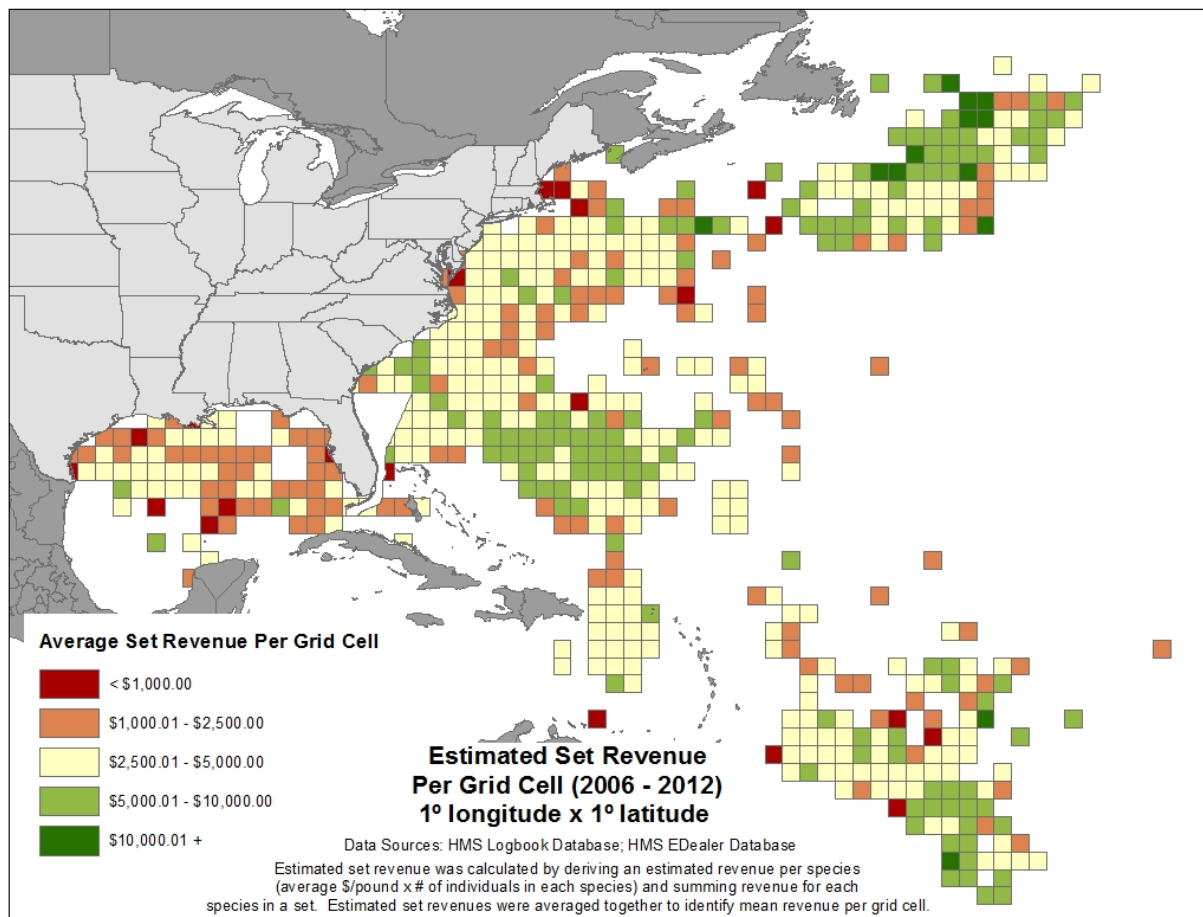 Average Set Revenue Per Grid Cell
< $1,000.00
$1,000.01 - $2,500.00
$2,500.01 - $5,000.00
$5,000.01 - $10,000.00
$10,000.01 +
Estimated Set Revenue
Per Grid Cell (2006 - 2012)
1º longitude x 1º latitude
Data Sources: HMS Logbook Database; HMS EDealer Database
Estimated set revenue was calculated by deriving an estimated revenue per species
(average $/pound x # of individuals in each species) and summing revenue for each
species in a set. Estimated set revenues were averaged together to identify mean revenue per grid cell.